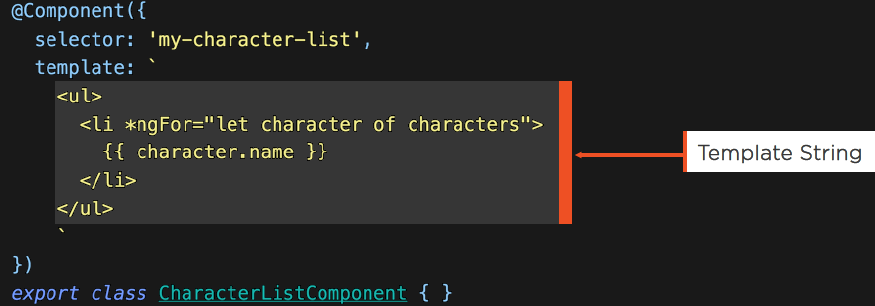 @Component({
  selector: 'my-character-list',
  template: `
    <ul>
      <li *ngFor="let character of characters">
        {{ character.name }}
      </li>
    </ul>
    `
})
export class CharacterListComponent { }
Template String